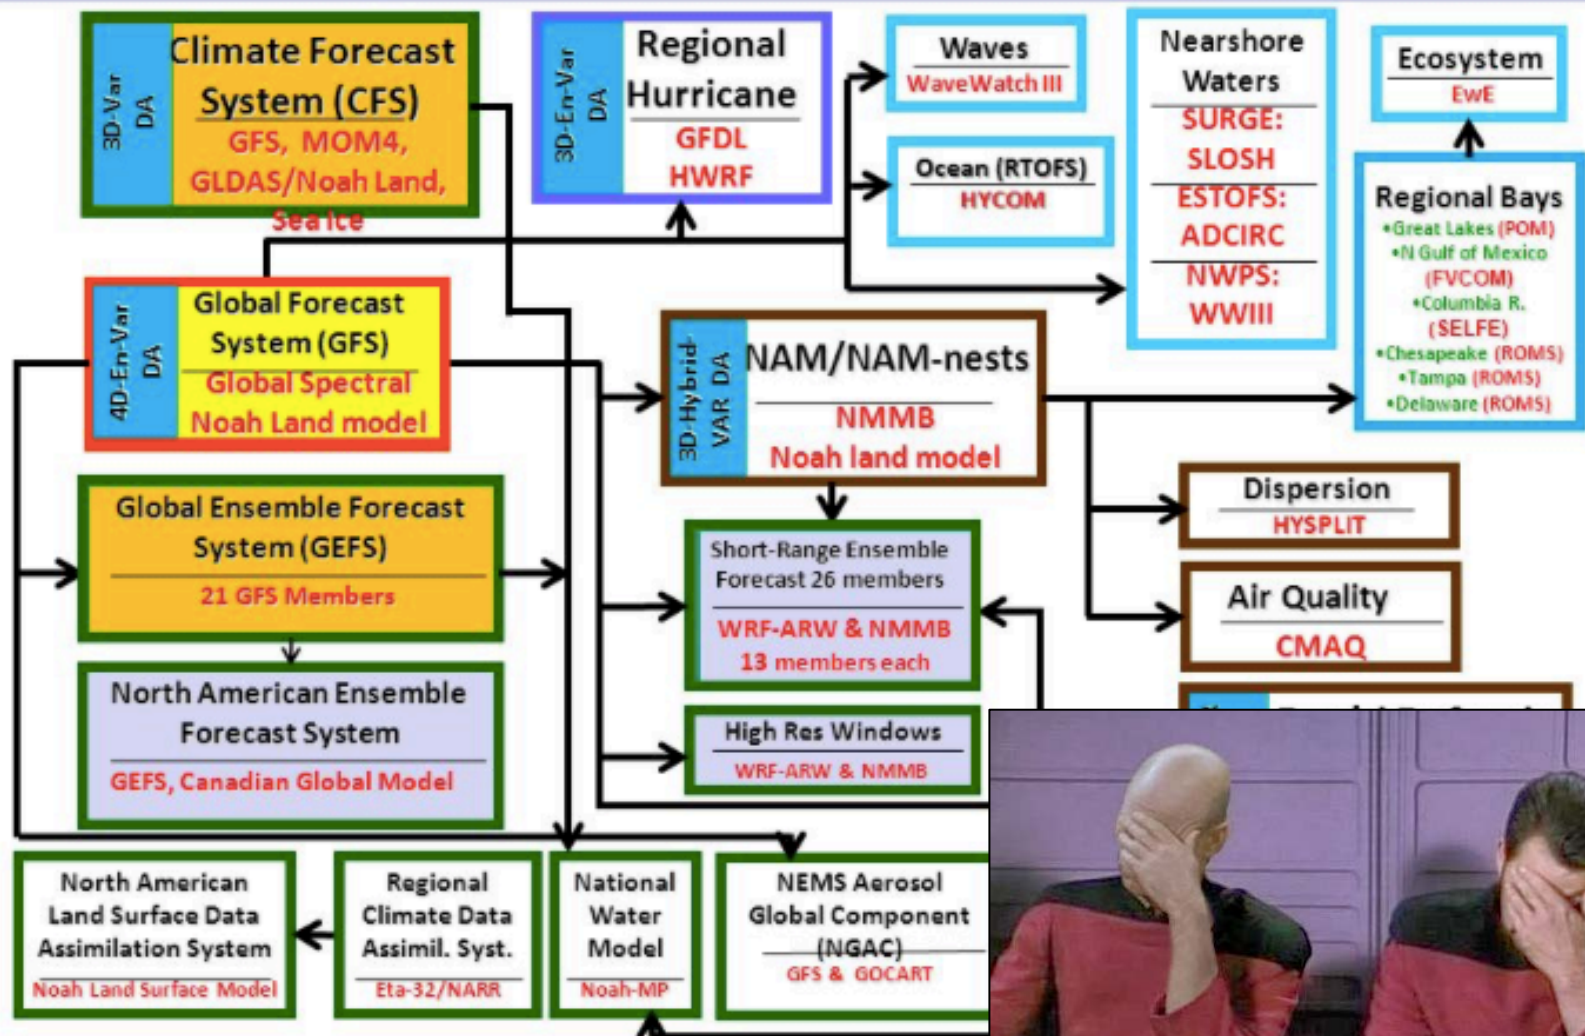 3D-Var
DA
Climate Forecast
System (CFS)
GFS, MOM4,
GLDAS/Noah Land,
Sea Ice
3D-En-Var
DA
Regional
Hurricane
GFDL
HWRF
Waves
WaveWatch III
Ocean (RTOFS)
HYCOM
Nearshore
Waters
SURGE:
SLOSH
ESTOFS:
ADCIRC
NWPS:
WWIII
Ecosystem
EwE
Regional Bays
•Great Lakes (POM)
•N Gulf of Mexico
(FVCOM)
•Columbia R.
(SELFE)
•Chesapeake (ROMS)
•Tampa (ROMS)
•Delaware (ROMS)
4D-En-Var
DA
Global Forecast
System (GFS)
Global Spectral
Noah Land model
3D-Hybrid-
VAR DA
NAM/NAM-nests
NMMB
Noah land model
Global Ensemble Forecast
System (GEFS)
21 GFS Members
Short-Range Ensemble
Forecast 26 members
WRF-ARW & NMMB
13 members each
Dispersion
HYSPLIT
Air Quality
CMAQ
North American Ensemble
Forecast System
GEFS, Canadian Global Model
High Res Windows
WRF-ARW & NMMB
North American
Land Surface Data
Assimilation System
Noah Land Surface Model
Regional
Climate Data
Assimil. Syst.
Eta-32/NARR
National
Water
Model
Noah-MP
NEMS Aerosol
Global Component
(NGAC)
GFS & GOCART